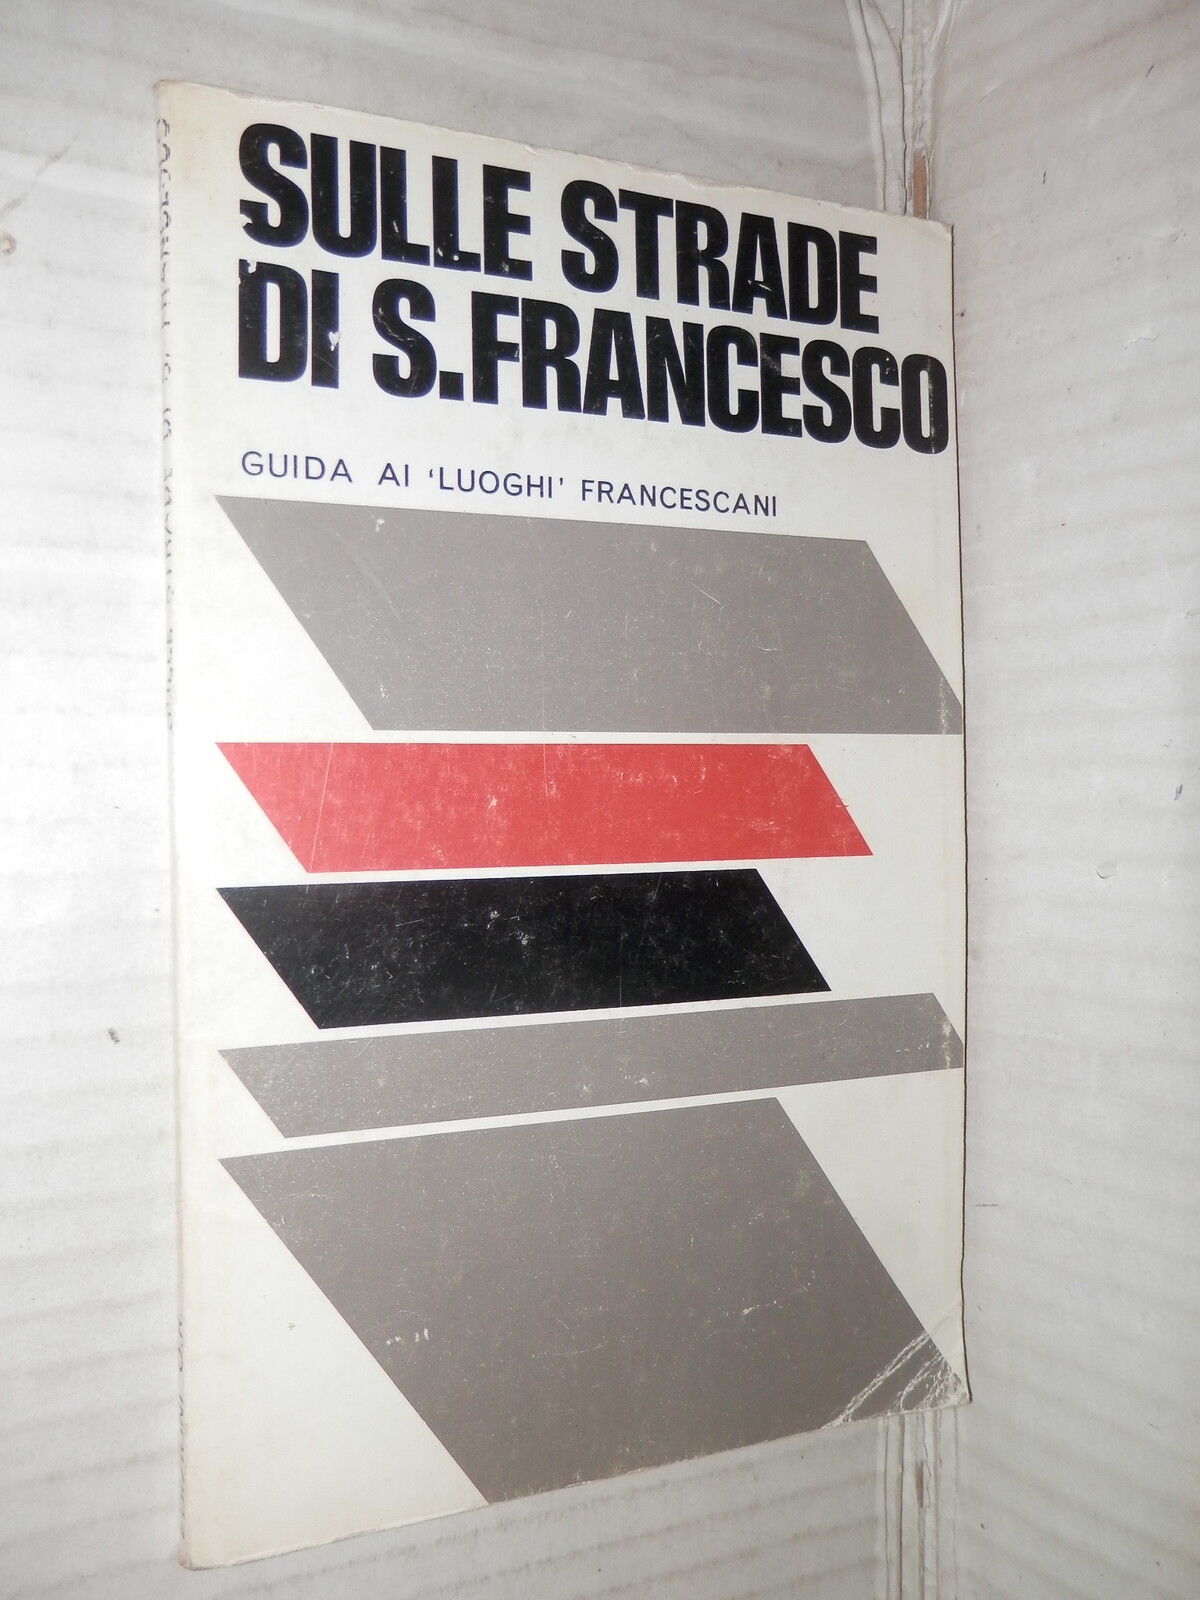 SULLE STRADE
DI S. FRANCESCO
GUIDA AI 'LUOGHI' FRANCESCANI